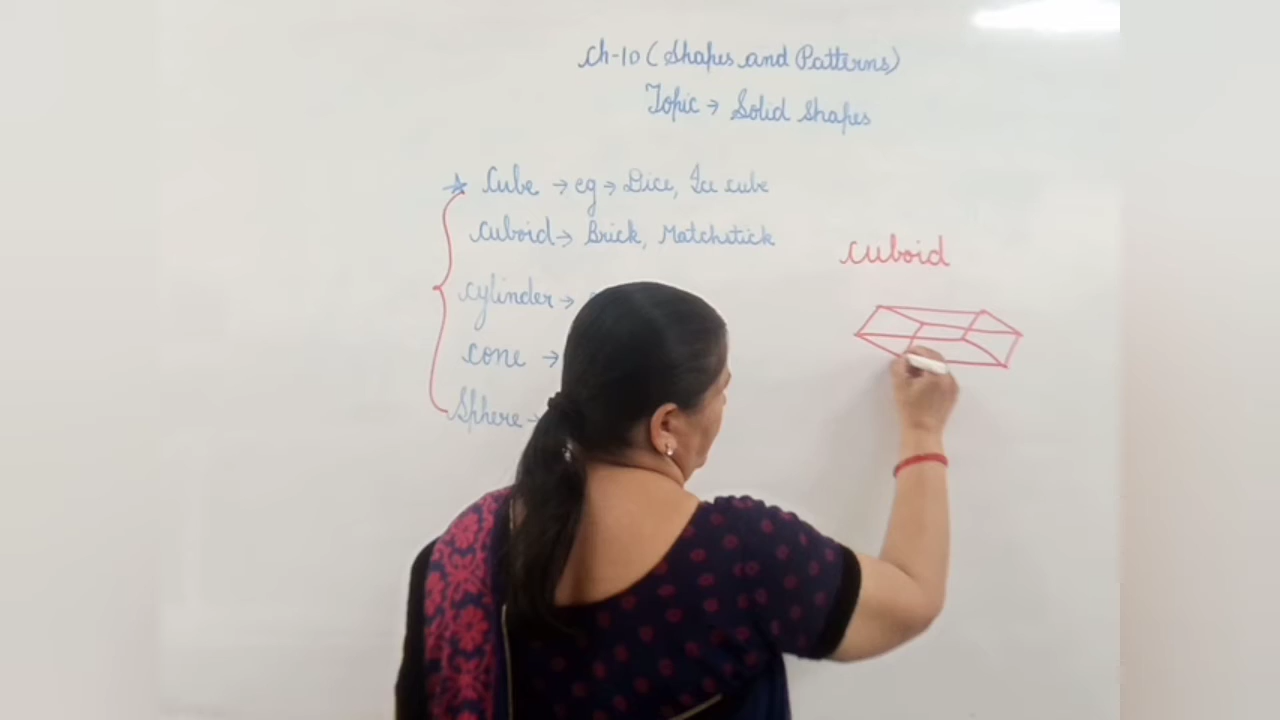 Ch-10 (Shapes and Patterns)
Topic → Solid Shapes
★ Cube → eg → Dice, Ice cube
Cuboid → Brick, Matchstick
cuboid
Cylinder →
Cone →
Sphere →